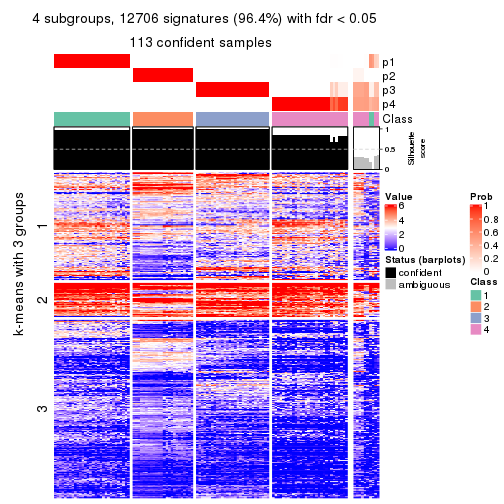 4 subgroups, 12706 signatures (96.4%) with fdr < 0.05
113 confident samples
p1
p2
p3
p4
Class
1
0.5
0
Silhouette
score
k-means with 3 groups
1
2
3
Value
6
4
2
0
Status (barplots)
confident
ambiguous
Prob
1
0.8
0.6
0.4
0.2
0
Class
1
2
3
4